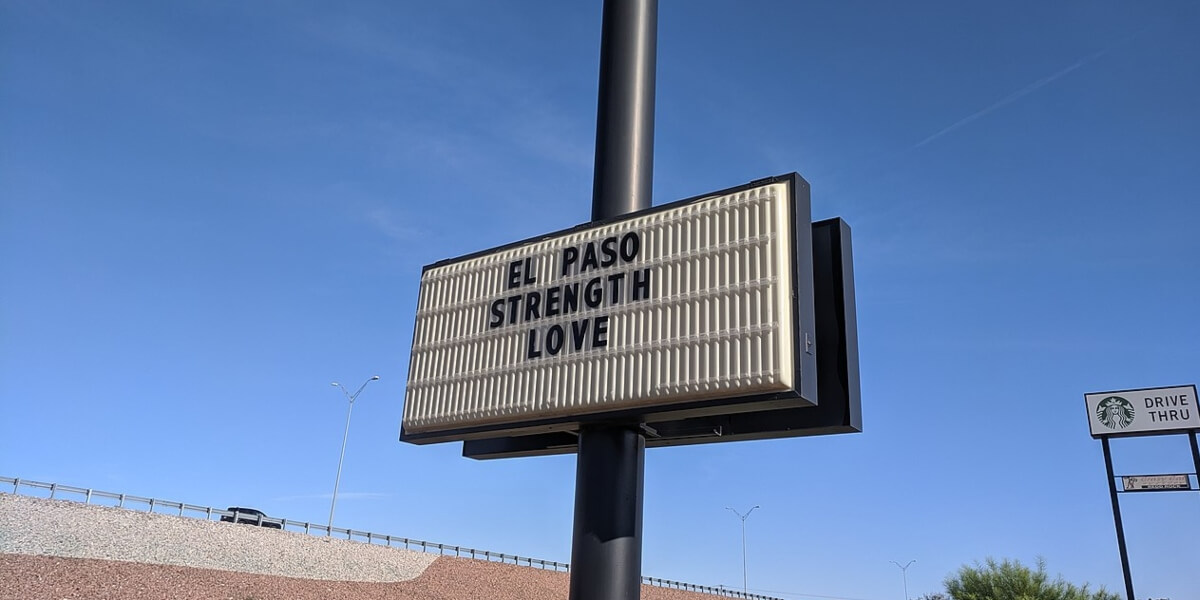 EL PASO
STRENGTH
LOVE
DRIVE
THRU